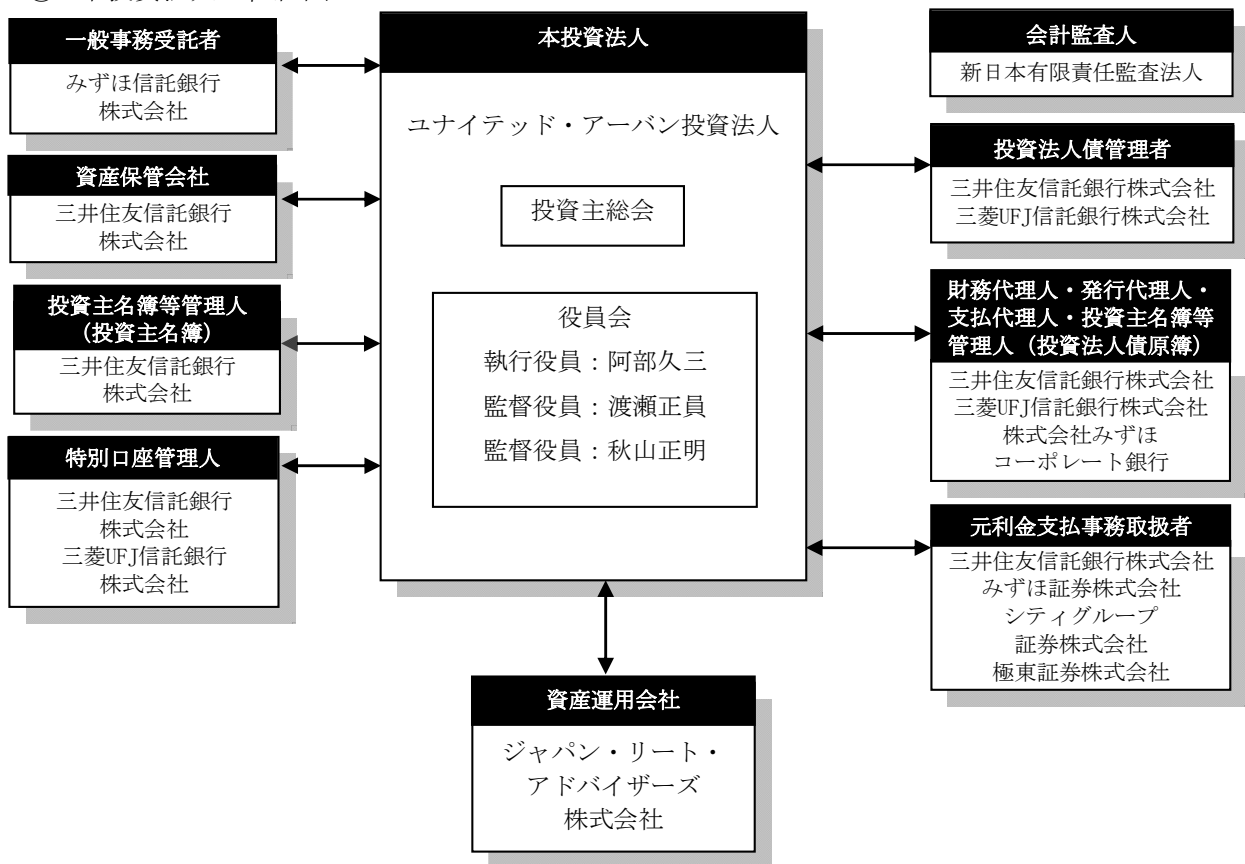 一般事務受託者
みずほ信託銀行
株式会社
資産保管会社
三井住友信託銀行
株式会社
投資主名簿等管理人
(投資主名簿)
三井住友信託銀行
株式会社
特別口座管理人
三井住友信託銀行
株式会社
三菱UFJ信託銀行
株式会社
本投資法人
ユナイテッド・アーバン投資法人
投資主総会
役員会
執行役員：阿部久三
監督役員：渡瀬正員
監督役員：秋山正明
資産運用会社
ジャパン・リート・
アドバイザーズ
株式会社
会計監査人
新日本有限責任監査法人
投資法人債管理者
三井住友信託銀行株式会社
三菱UFJ信託銀行株式会社
財務代理人・発行代理人・
支払代理人・投資主名簿等
管理人（投資法人債原簿）
三井住友信託銀行株式会社
三菱UFJ信託銀行株式会社
株式会社みずほ
コーポレート銀行
元利金支払事務取扱者
三井住友信託銀行株式会社
みずほ証券株式会社
シティグループ
証券株式会社
極東証券株式会社